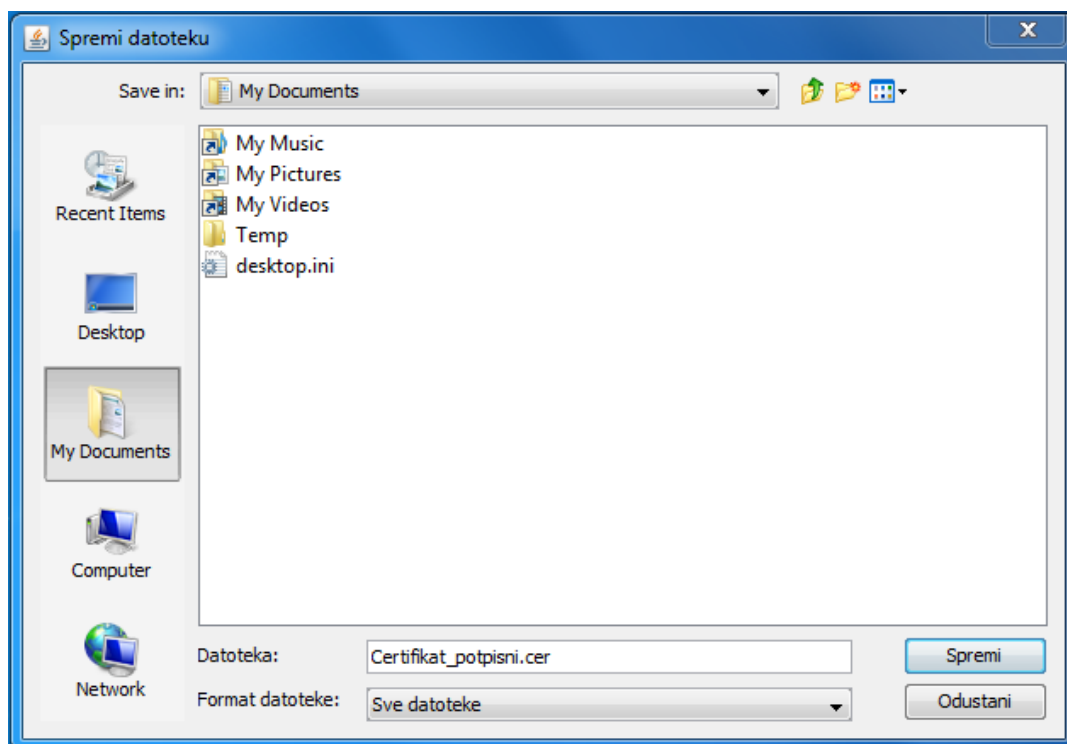 Spremi datoteku
x
Save in:
My Documents
My Music
My Pictures
My Videos
Temp
desktop.ini
Recent Items
Desktop
My Documents
Computer
Network
Datoteka:
Certifikat_potpisni.cer
Spremi
Format datoteke:
Sve datoteke
Odustani